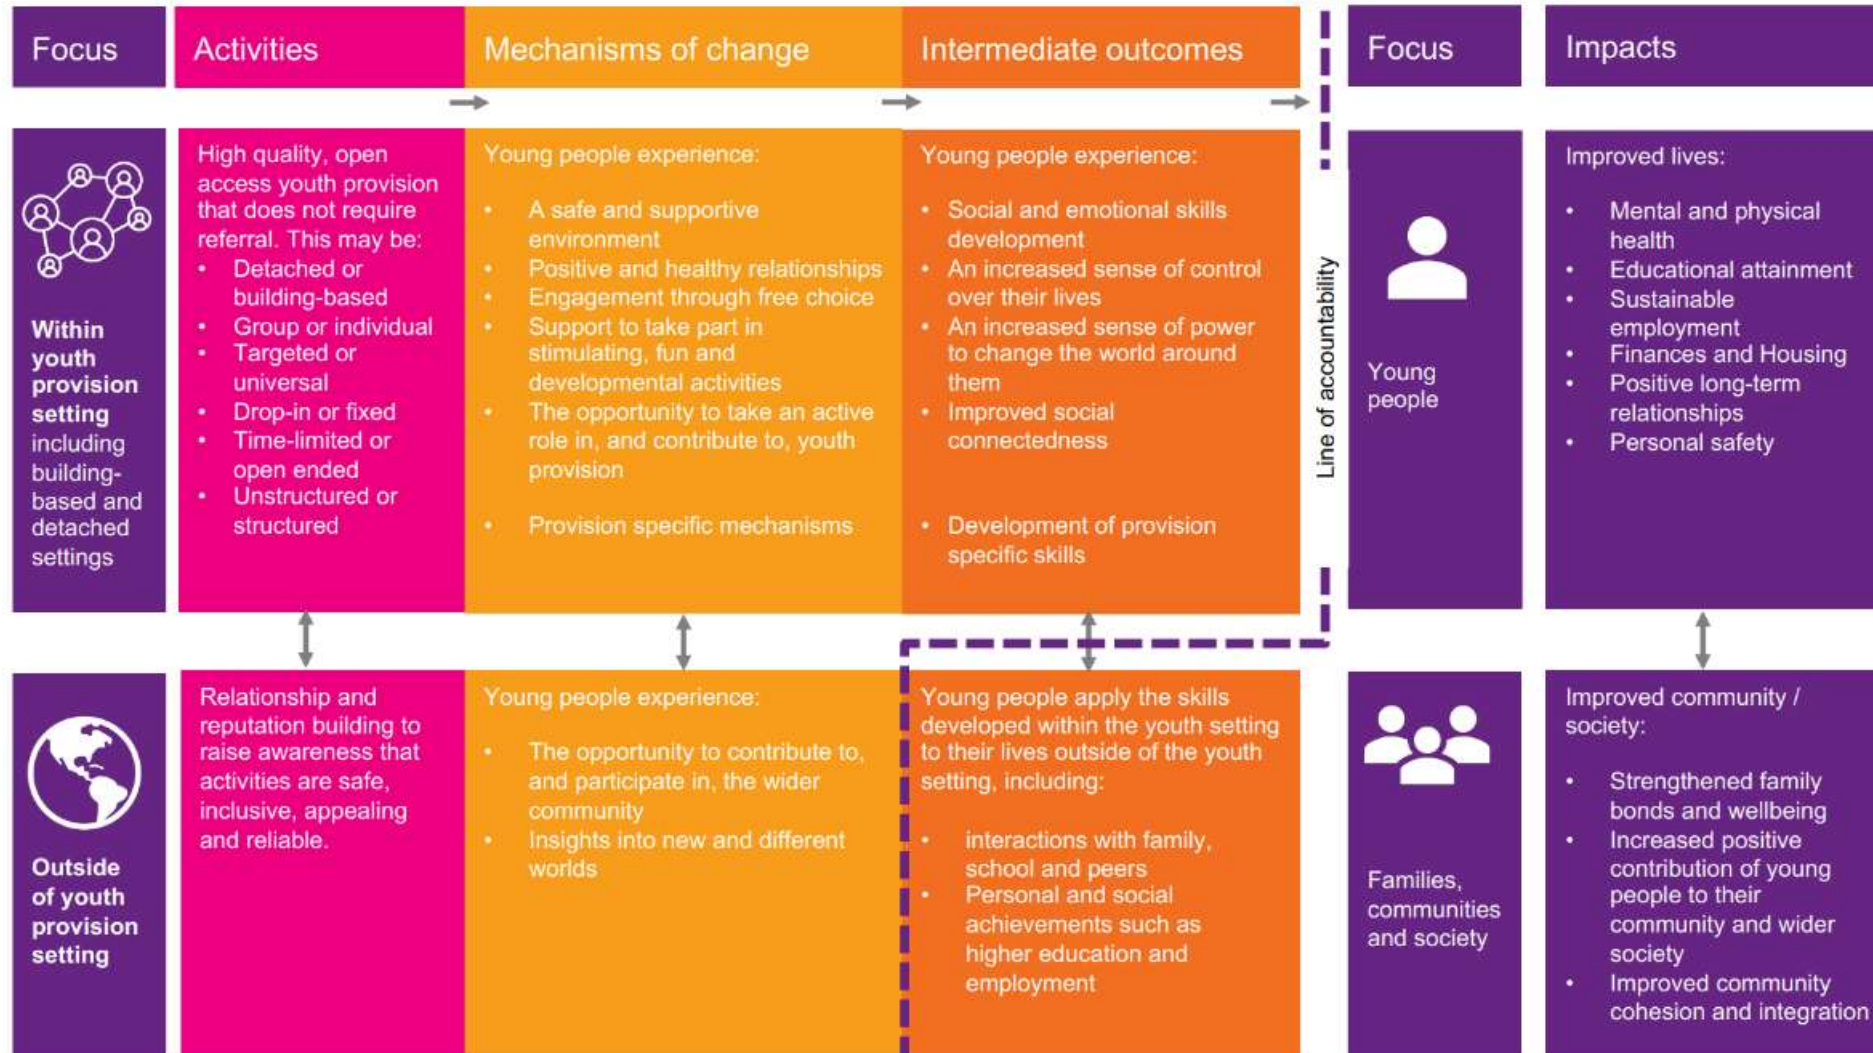 Focus
Activities
Mechanisms of change
Intermediate outcomes
Focus
Impacts
Within
youth
provision
setting
including
building-
based and
detached
settings
High quality, open
access youth provision
that does not require
referral. This may be:
• Detached or
building-based
• Group or individual
• Targeted or
universal
• Drop-in or fixed
• Time-limited or
open ended
• Unstructured or
structured
Young people experience:
• A safe and supportive
environment
• Positive and healthy relationships
• Engagement through free choice
• Support to take part in
stimulating, fun and
developmental activities
• The opportunity to take an active
role in, and contribute to, youth
provision
• Provision specific mechanisms
Young people experience:
• Social and emotional skills
development
• An increased sense of control
over their lives
• An increased sense of power
to change the world around
them
• Improved social
connectedness
• Development of provision
specific skills
Line of accountability
Young
people
Improved lives:
• Mental and physical
health
• Educational attainment
• Sustainable
employment
• Finances and Housing
• Positive long-term
relationships
• Personal safety
Outside
of youth
provision
setting
Relationship and
reputation building to
raise awareness that
activities are safe,
inclusive, appealing
and reliable.
Young people experience:
• The opportunity to contribute to,
and participate in, the wider
community
• Insights into new and different
worlds
Young people apply the skills
developed within the youth setting
to their lives outside of the youth
setting, including:
• interactions with family,
school and peers
• Personal and social
achievements such as
higher education and
employment
Families,
communities
and society
Improved community /
society:
• Strengthened family
bonds and wellbeing
• Increased positive
contribution of young
people to their
community and wider
society
• Improved community
cohesion and integration